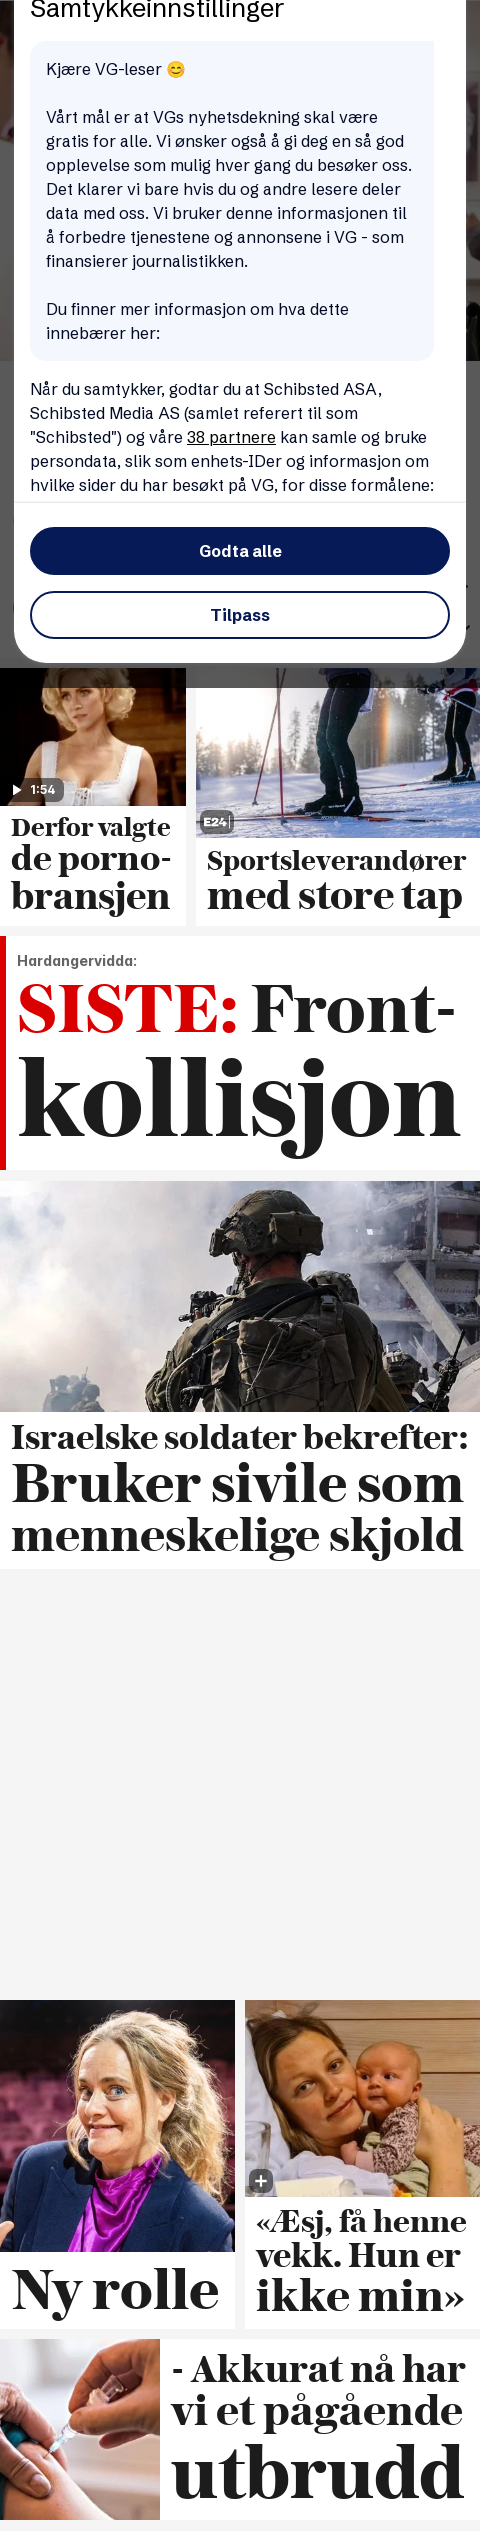 Samtykkeinnstillinger
Kjære VG-leser 😊
Vårt mål er at VGs nyhetsdekning skal være
gratis for alle. Vi ønsker også å gi deg en så god
opplevelse som mulig hver gang du besøker oss.
Det klarer vi bare hvis du og andre lesere deler
data med oss. Vi bruker denne informasjonen til
å forbedre tjenestene og annonsene i VG - som
finansierer journalistikken.
Du finner mer informasjon om hva dette
innebærer her:
Når du samtykker, godtar du at Schibsted ASA,
Schibsted Media AS (samlet referert til som
"Schibsted") og våre 38 partnere kan samle og bruke
persondata, slik som enhets-IDer og informasjon om
hvilke sider du har besøkt på VG, for disse formålene:
Godta alle
Tilpass
1:54
Derfor valgte
de porno-
bransjen
E24
Sportsleverandører
med store tap
Hardangervidda:
SISTE: Front-
kollisjon
Israelske soldater bekrefter:
Bruker sivile som
menneskelige skjold
Ny rolle
«Æsj, få henne
vekk. Hun er
ikke min»
- Akkurat nå har
vi et pågående
utbrudd